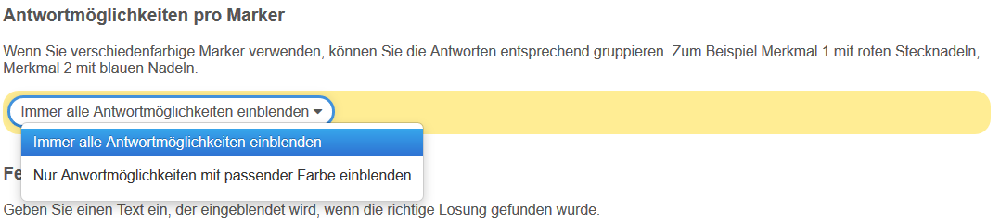 Antwortmöglichkeiten pro Marker
Wenn Sie verschiedenfarbige Marker verwenden, können Sie die Antworten entsprechend gruppieren. Zum Beispiel Merkmal 1 mit roten Stecknadeln,
Merkmal 2 mit blauen Nadeln.
Immer alle Antwortmöglichkeiten einblenden
Immer alle Antwortmöglichkeiten einblenden
Nur Anwortmöglichkeiten mit passender Farbe einblenden
Fe
Geben Sie einen Text ein, der eingeblendet wird, wenn die richtige Lösung gefunden wurde.